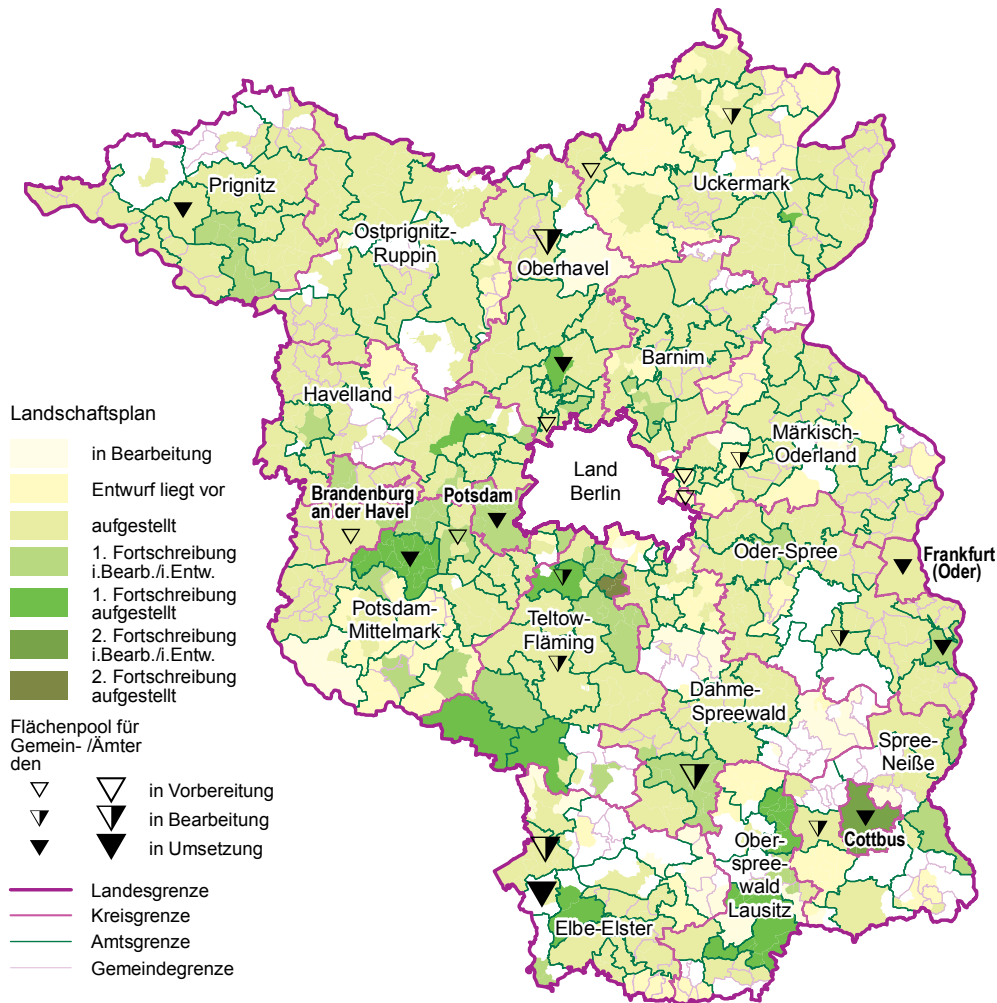 Prignitz
Uckermark
Ostprignitz-
Ruppin
Oberhavel
Barnim
Havelland
Märkisch-
Oderland
Land
Berlin
Brandenburg
an der Havel
Potsdam
Oder-Spree
Frankfurt
(Oder)
Potsdam-
Mittelmark
Teltow-
Fläming
Dahme-
Spreewald
Spree-
Neiße
Cottbus
Ober-
spree-
wald
Lausitz
Elbe-Elster
Landschaftsplan
in Bearbeitung
Entwurf liegt vor
aufgestellt
1. Fortschreibung
i.Bearb./i.Entw.
1. Fortschreibung
aufgestellt
2. Fortschreibung
i.Bearb./i.Entw.
2. Fortschreibung
aufgestellt
Flächenpool für
Gemein- /Ämter
den
in Vorbereitung
in Bearbeitung
in Umsetzung
Landesgrenze
Kreisgrenze
Amtsgrenze
Gemeindegrenze